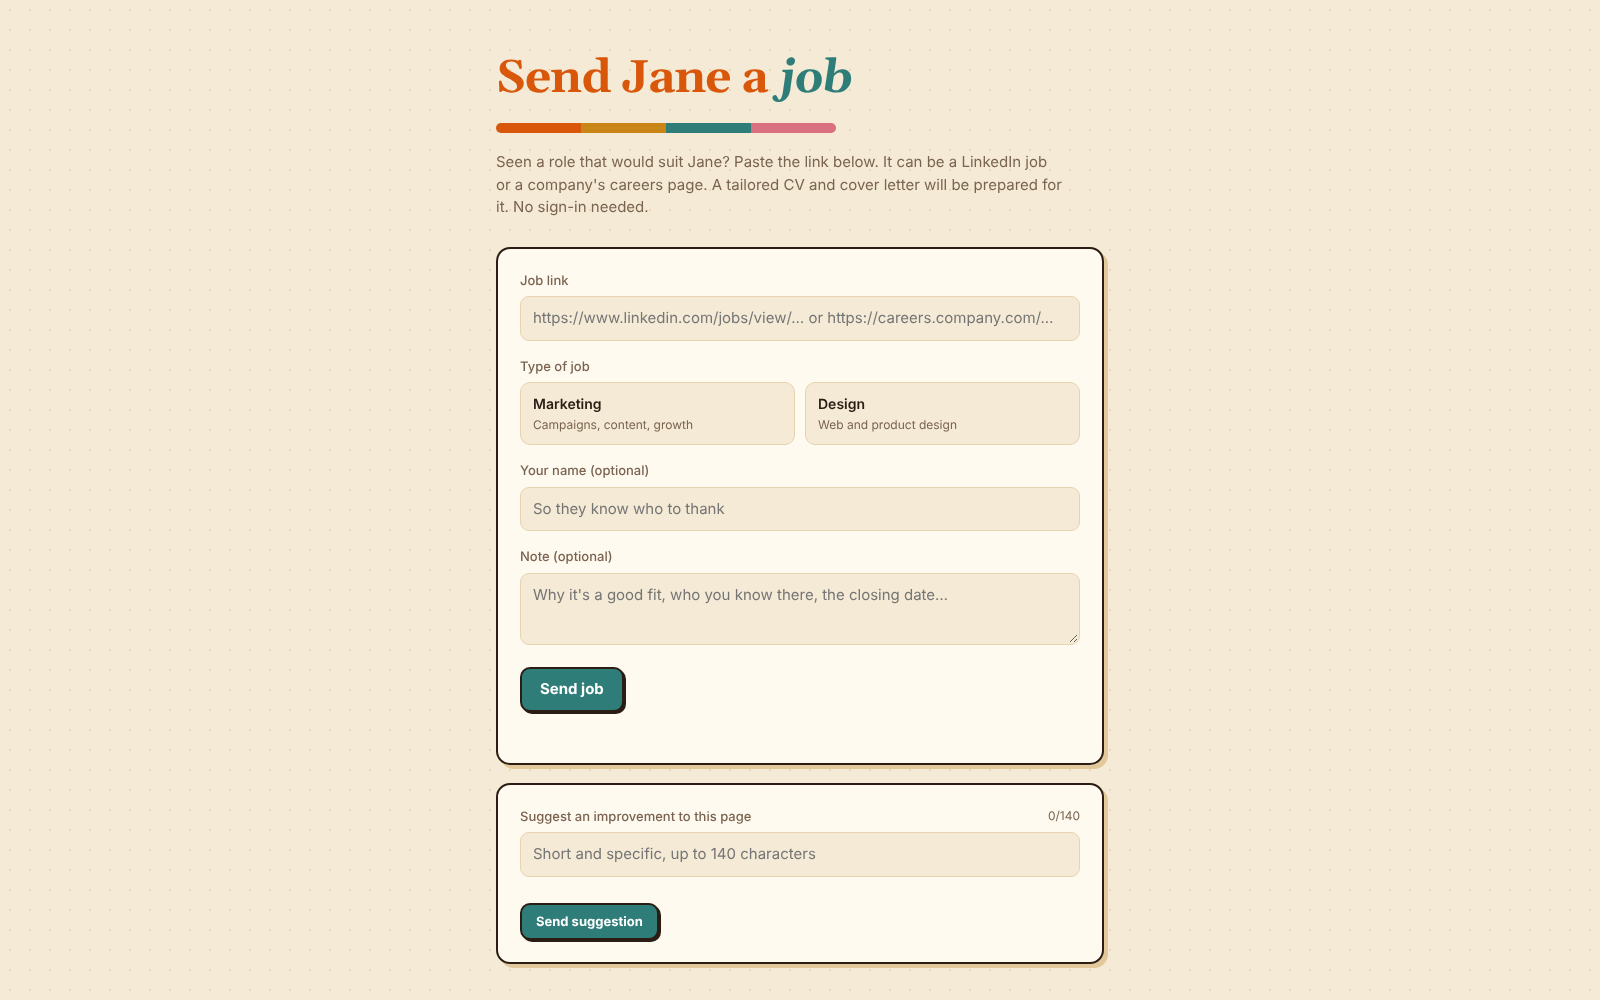 Send Jane a job
Seen a role that would suit Jane? Paste the link below. It can be a LinkedIn job
or a company's careers page. A tailored CV and cover letter will be prepared for
it. No sign-in needed.
Job link
https://www.linkedin.com/jobs/view/... or https://careers.company.com/...
Type of job
Marketing
Campaigns, content, growth
Design
Web and product design
Your name (optional)
So they know who to thank
Note (optional)
Why it's a good fit, who you know there, the closing date...
Send job
Suggest an improvement to this page
0/140
Short and specific, up to 140 characters
Send suggestion